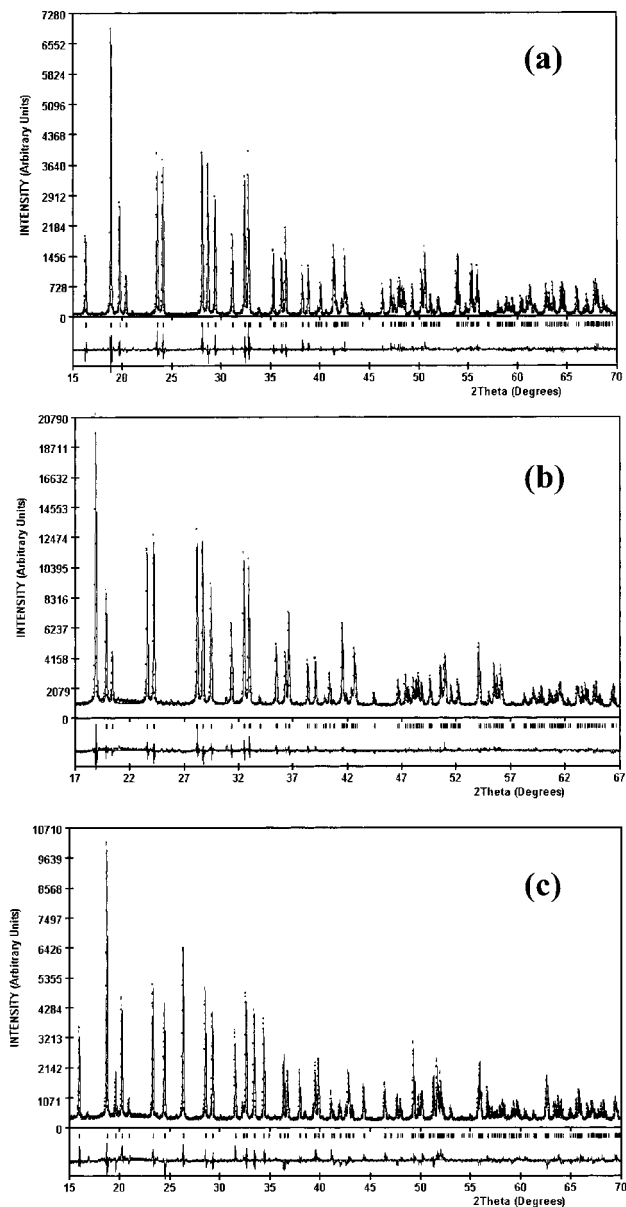 7280
(a)
6552
5824
5096
4368
3640
2912
2184
1456
728
0
INTENSITY (Arbitrary Units)
15 20 25 30 35 40 45 50 55 60 65 70
2Theta (Degrees)
20790
(b)
18711
16632
14553
12474
10395
8316
6237
4158
2079
0
INTENSITY (Arbitrary Units)
17 22 27 32 37 42 47 52 57 62 67
2Theta (Degrees)
10710
(c)
9639
8568
7497
6426
5355
4284
3213
2142
1071
0
INTENSITY (Arbitrary Units)
15 20 25 30 35 40 45 50 55 60 65 70
2Theta (Degrees)